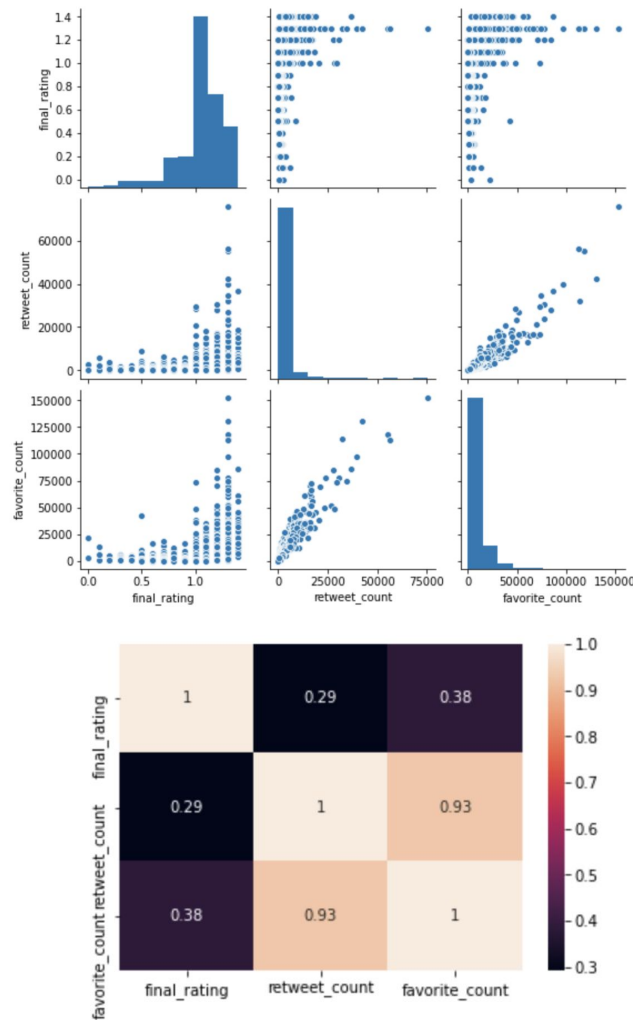 final_rating
1.4
1.2
1.0
0.8
0.6
0.4
0.2
0.0
retweet_count
60000
40000
20000
0
favorite_count
150000
125000
100000
75000
50000
25000
0
0.0 0.5 1.0
final_rating
0 25000 50000 75000
retweet_count
0 50000 100000 150000
favorite_count
final_rating
1 0.29 0.38
retweet_count
0.29 1 0.93
favorite_count
0.38 0.93 1
final_rating retweet_count favorite_count
1.0
0.9
0.8
0.7
0.6
0.5
0.4
0.3